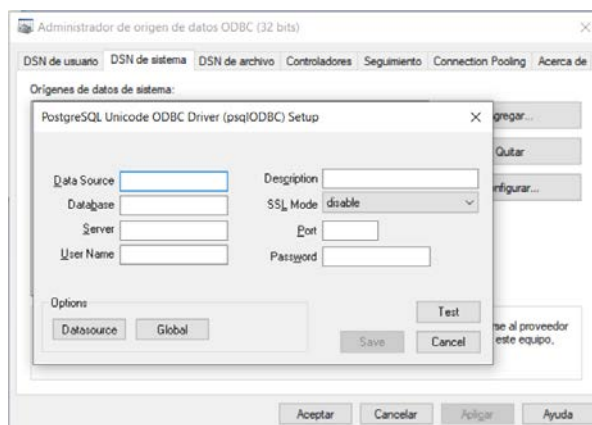 Administrador de origen de datos ODBC (32 bits)
DSN de usuario DSN de sistema DSN de archivo Controladores Seguimiento Connection Pooling Acerca de
Orígenes de datos de sistema:
PostgreSQL Unicode ODBC Driver (psqlODBC) Setup
gregar...
Quitar
nfigurar...
Data Source
Description
Database
SSL Mode disable
Server
Port
User Name
Password
Options
Datasource Global
Test
Save Cancel
rse al proveedor
este equipo,
Aceptar Cancelar Aplicar Ayuda